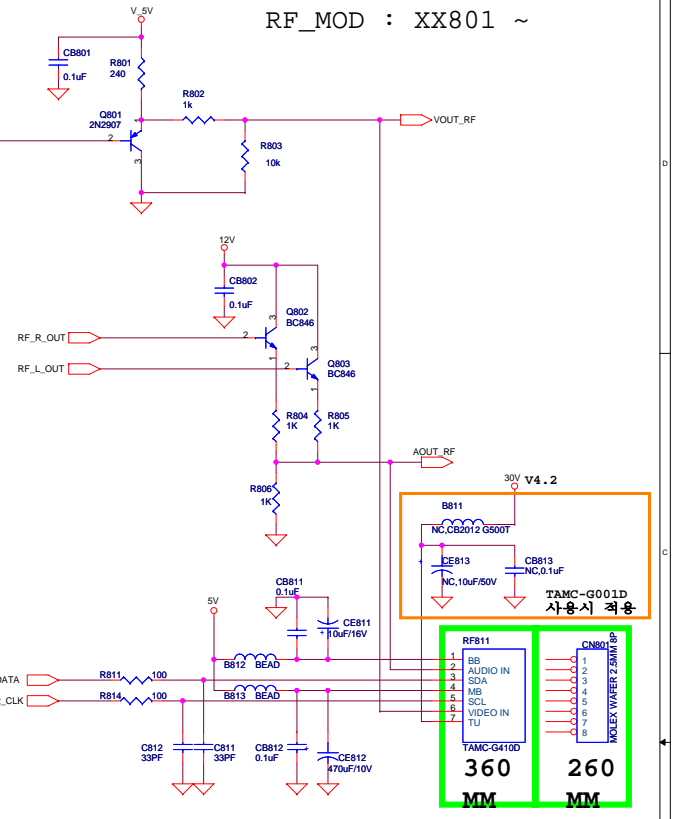 RF_MOD : XX801 ~
V_5V
CB801
0.1uF
R801
240
R802
1k
Q801
2N2907
1
2
3
R803
10k
VOUT_RF
D
12V
CB802
0.1uF
Q802
BC846
3
2
1
RF_R_OUT
RF_L_OUT
Q803
BC846
3
2
1
R804
1K
R805
1K
AOUT_RF
R806
1K
30V V4.2
B811
NC,CB2012 G500T
CE813
NC,10uF/50V
+
CB813
NC,0.1uF
C
TAMC-G001D
사용시 적용
5V
CB811
0.1uF
CE811
10uF/16V
+
B812 BEAD
B813 BEAD
DATA
R811 100
_CLK
R814 100
C812
33PF
C811
33PF
CB812
0.1uF
+
CE812
470uF/10V
RF811
1 BB
2 AUDIO IN
3 SDA
4 MB
5 SCL
6 VIDEO IN
7 TU
TAMC-G410D
360
MM
CN801
1
2
3
4
5
6
7
8
MOLEX WAFER 2.5MM 8P
260
MM